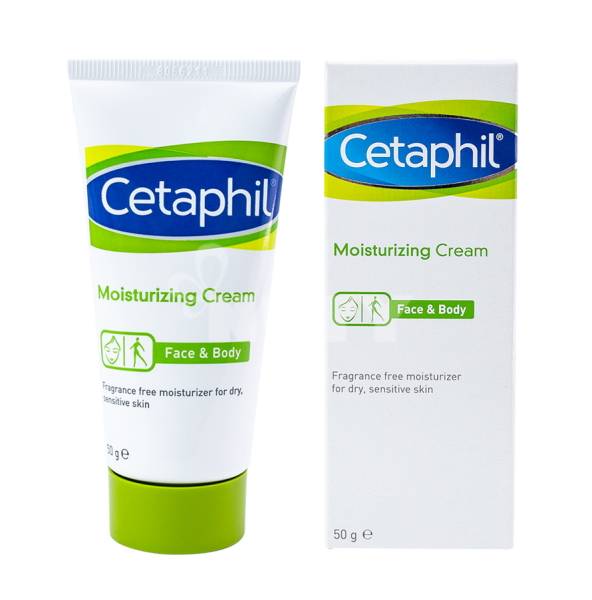 Cetaphil®
Moisturizing Cream
Face & Body
Fragrance free moisturizer for dry,
sensitive skin
50 g ℮
Cetaphil®
Moisturizing Cream
Face & Body
Fragrance free moisturizer
for dry, sensitive skin
50 g ℮